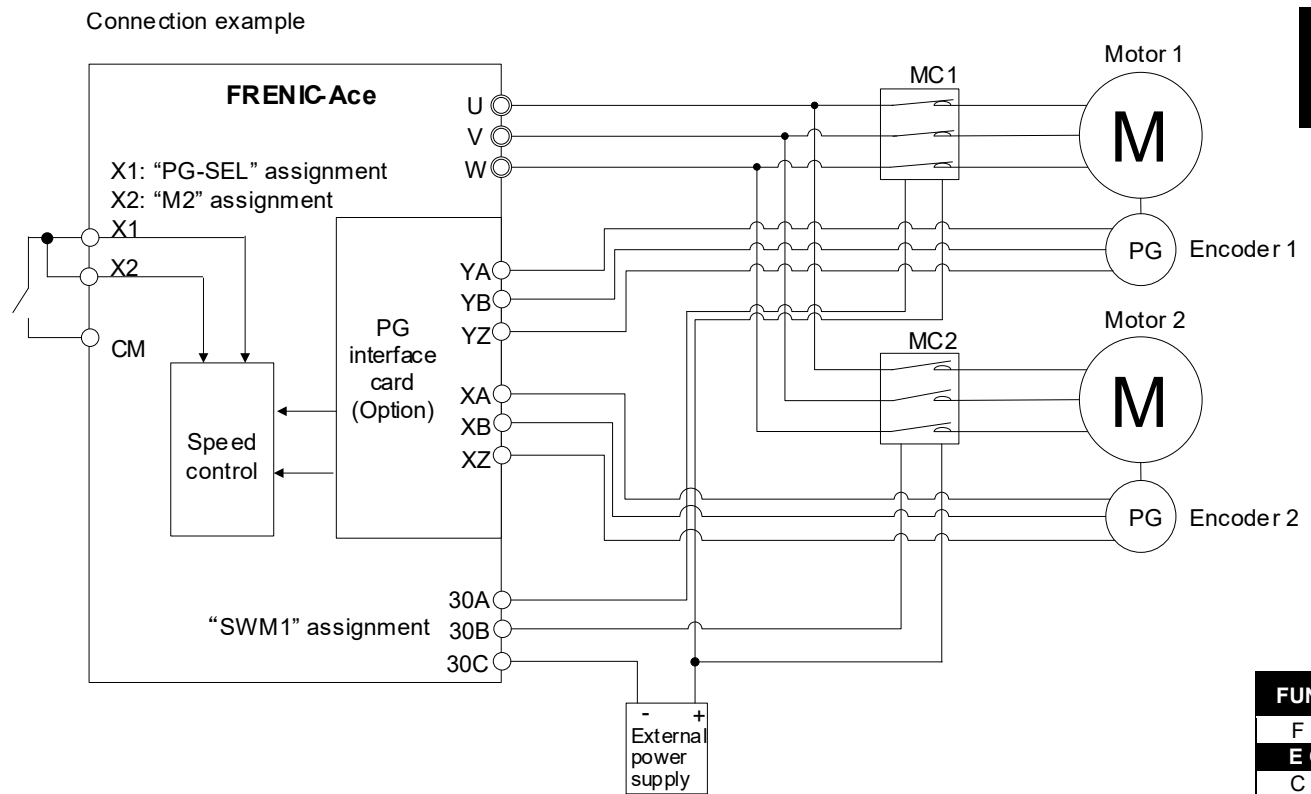 Connection example
FRENIC-Ace
X1: “PG-SEL” assignment
X2: “M2” assignment
X1
X2
CM
Speed
control
PG
interface
card
(Option)
U
V
W
YA
YB
YZ
XA
XB
XZ
“SWM1” assignment
30A
30B
30C
- +
External
power
supply
MC1
Motor 1
M
PG
Encoder 1
MC2
Motor 2
M
PG
Encoder 2
FUN
F
E
C